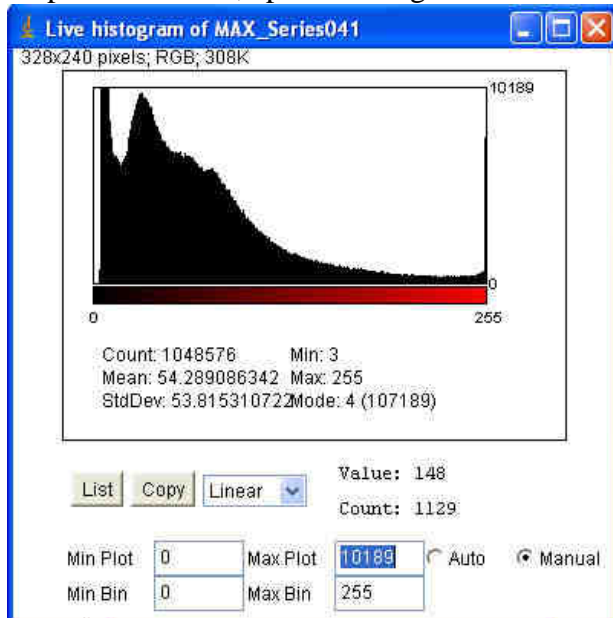 Live histogram of MAX_Series041
328x240 pixels; RGB; 308K
10189
0
0 255
Count: 1048576 Min: 3
Mean: 54.289086342 Max: 255
StdDev: 53.815310722 Mode: 4 (107189)
List Copy Linear Value: 148
Count: 1129
Min Plot 0 Max Plot 10189 Auto Manual
Min Bin 0 Max Bin 255